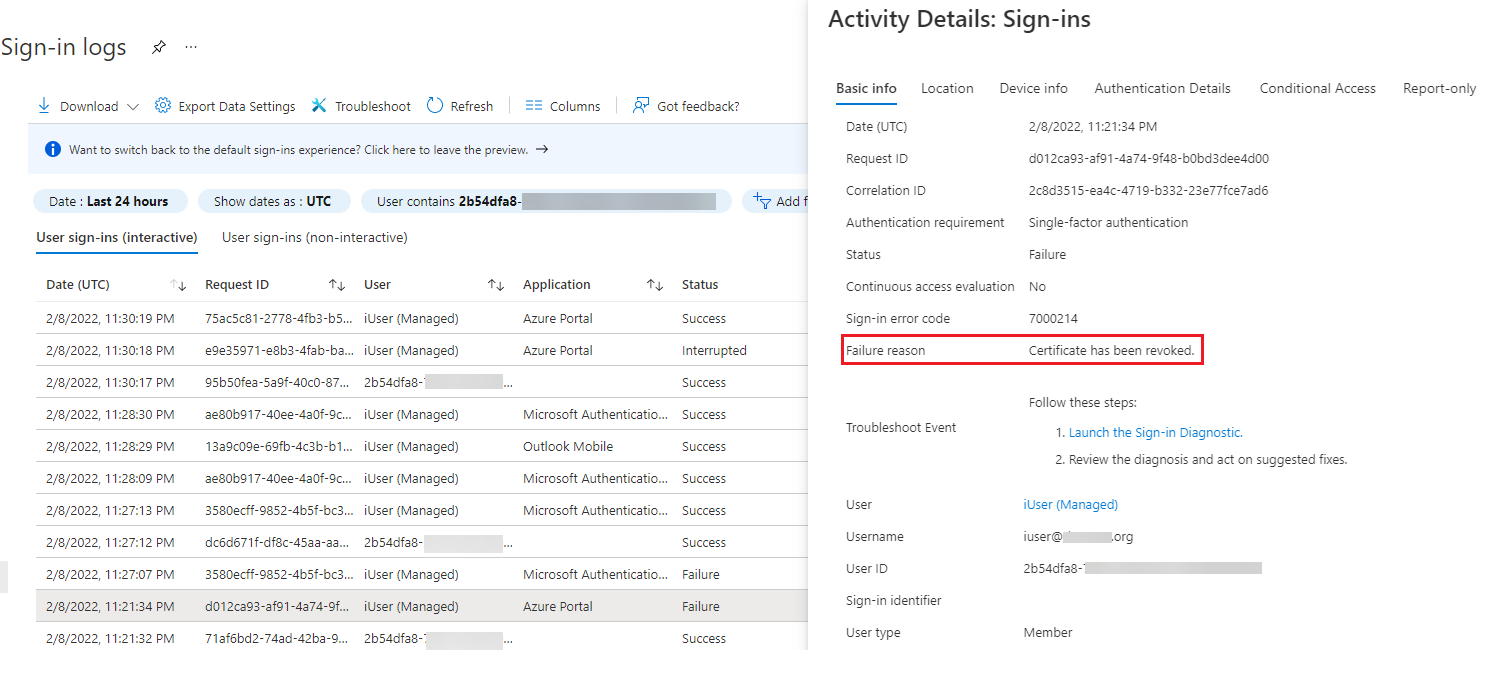 Sign-in logs ...
Download Export Data Settings Troubleshoot Refresh Columns Got feedback?
Want to switch back to the default sign-ins experience? Click here to leave the preview. →
Date : Last 24 hours Show dates as : UTC User contains 2b54dfa8- Add f
User sign-ins (interactive) User sign-ins (non-interactive)
Date (UTC) Request ID User Application Status
2/8/2022, 11:30:19 PM 75ac5c81-2778-4fb3-b5... iUser (Managed) Azure Portal Success
2/8/2022, 11:30:18 PM e9e35971-e8b3-4fab-ba... iUser (Managed) Azure Portal Interrupted
2/8/2022, 11:30:17 PM 95b50fea-5a9f-40c0-87... 2b54dfa8- ... Success
2/8/2022, 11:28:30 PM ae80b917-40ee-4a0f-9c... iUser (Managed) Microsoft Authenticatio... Success
2/8/2022, 11:28:29 PM 13a9c09e-69fb-4c3b-b1... iUser (Managed) Outlook Mobile Success
2/8/2022, 11:28:09 PM ae80b917-40ee-4a0f-9c... iUser (Managed) Microsoft Authenticatio... Success
2/8/2022, 11:27:13 PM 3580ecff-9852-4b5f-bc3... iUser (Managed) Microsoft Authenticatio... Success
2/8/2022, 11:27:12 PM dc6d671f-df8c-45aa-aa... 2b54dfa8- ... Success
2/8/2022, 11:27:07 PM 3580ecff-9852-4b5f-bc3... iUser (Managed) Microsoft Authenticatio... Failure
2/8/2022, 11:21:34 PM d012ca93-af91-4a74-9f... iUser (Managed) Azure Portal Failure
2/8/2022, 11:21:32 PM 71af6bd2-74ad-42ba-9... 2b54dfa8- ... Success
Activity Details: Sign-ins
Basic info Location Device info Authentication Details Conditional Access Report-only
Date (UTC) 2/8/2022, 11:21:34 PM
Request ID d012ca93-af91-4a74-9f48-b0bd3dee4d00
Correlation ID 2c8d3515-ea4c-4719-b332-23e77fce7ad6
Authentication requirement Single-factor authentication
Status Failure
Continuous access evaluation No
Sign-in error code 7000214
Failure reason Certificate has been revoked.
Follow these steps:
Troubleshoot Event
1. Launch the Sign-in Diagnostic.
2. Review the diagnosis and act on suggested fixes.
User iUser (Managed)
Username iuser@ .org
User ID 2b54dfa8-
Sign-in identifier
User type Member